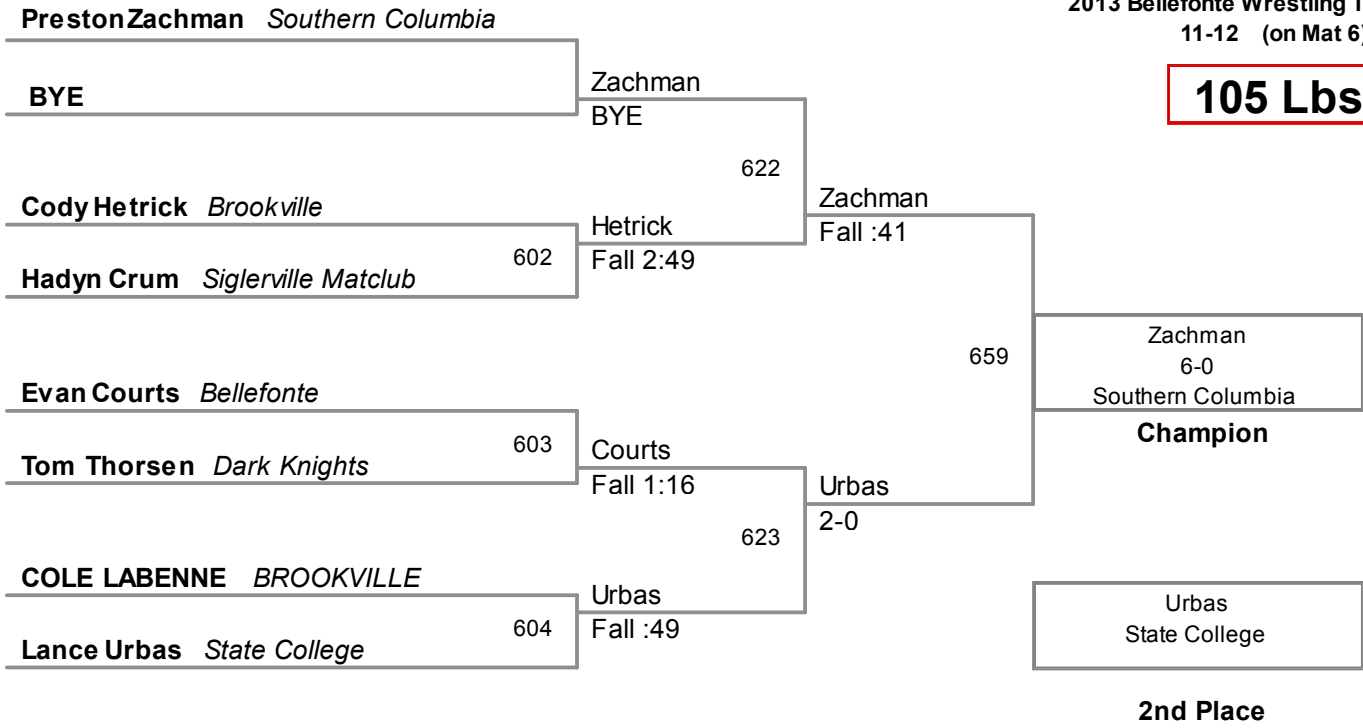 2013 Bellefonte Wrestling
11-12 (on Mat 6)
105 Lbs
Preston Zachman Southern Columbia
BYE
Zachman
BYE
622
Cody Hetrick Brookville
602
Hadyn Crum Siglerville Matclub
Hetrick
Fall 2:49
Zachman
Fall :41
659
Evan Courts Bellefonte
603
Tom Thorsen Dark Knights
Courts
Fall 1:16
623
COLE LABENNE BROOKVILLE
604
Lance Urbas State College
Urbas
Fall :49
Urbas
2-0
Zachman
6-0
Southern Columbia
Champion
Urbas
State College
2nd Place